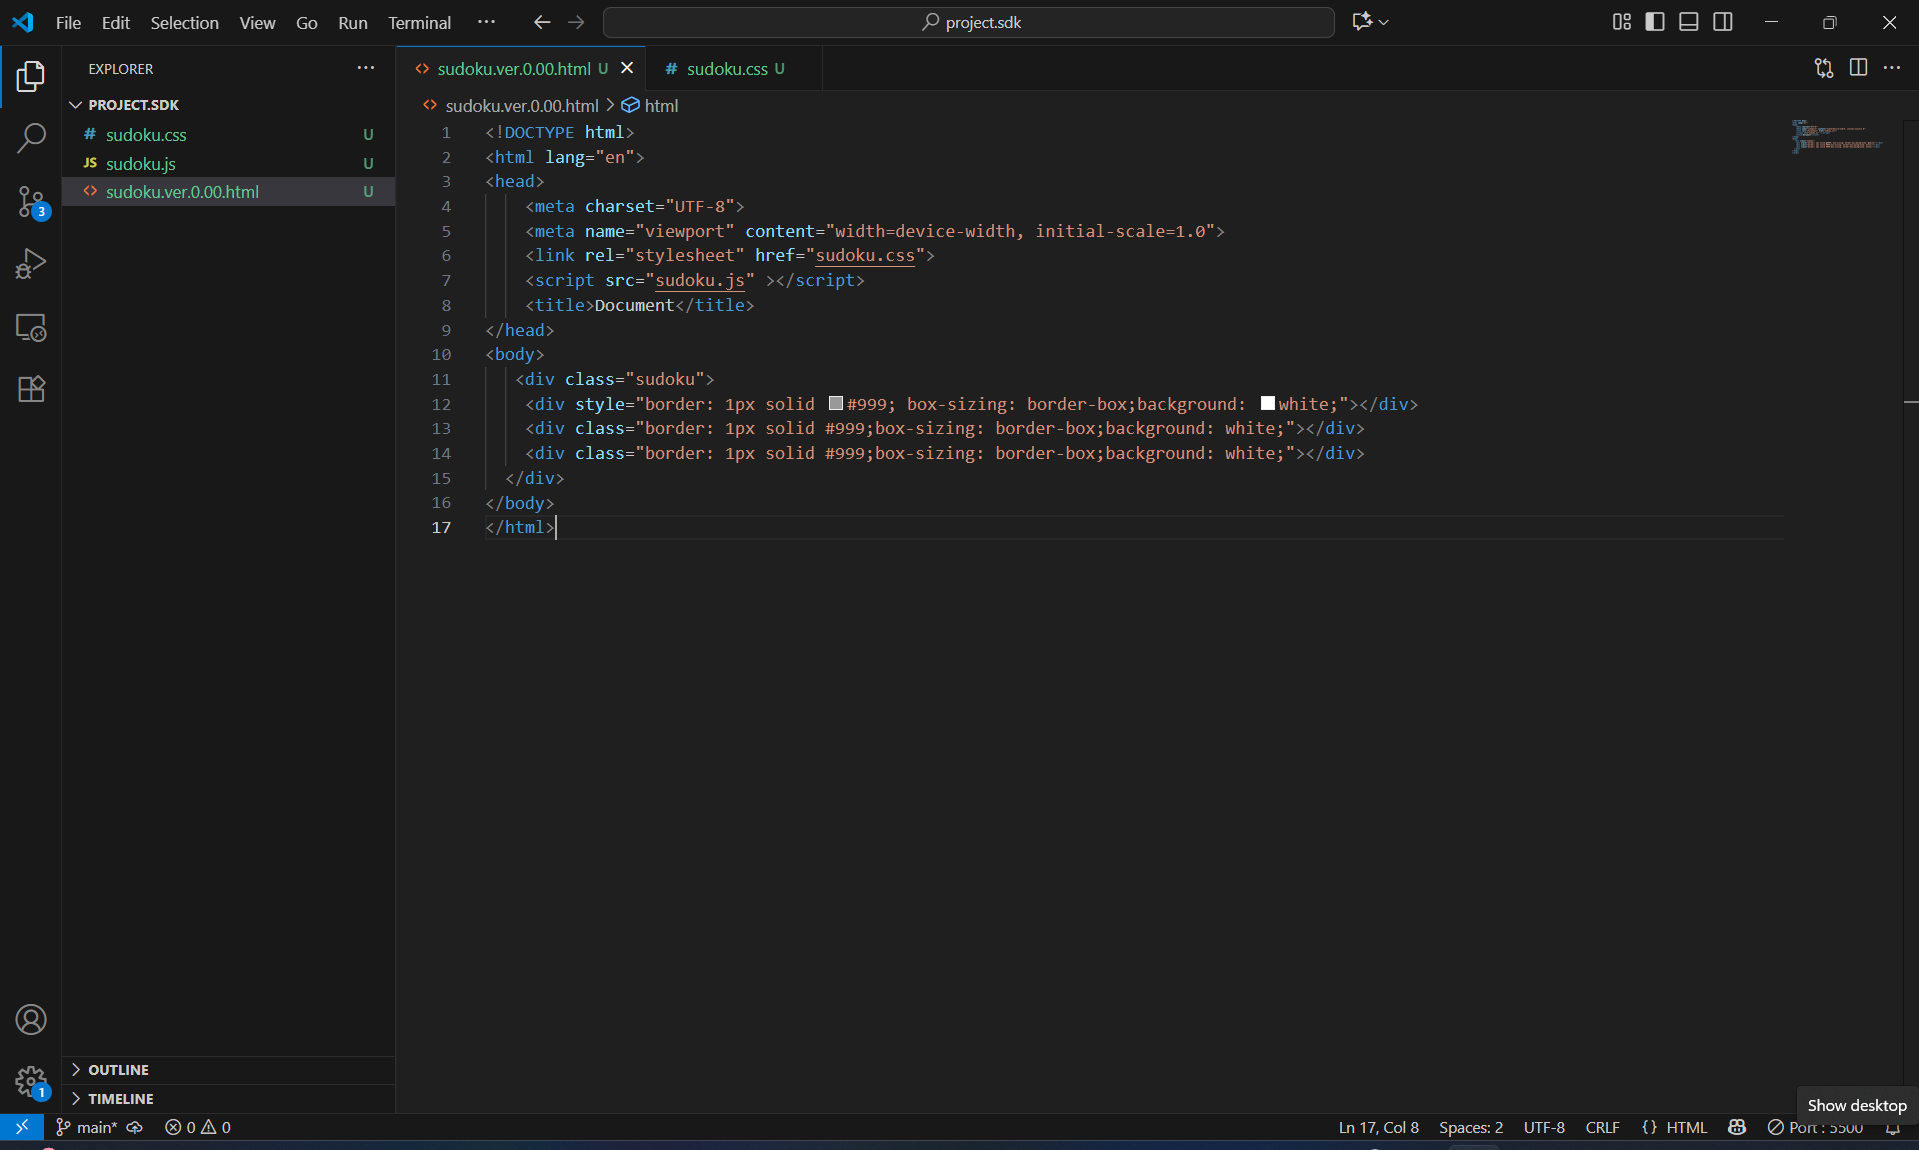 File Edit Selection View Go Run Terminal ··· project.sdk
EXPLORER ···
PROJECT.SDK
# sudoku.css U
JS sudoku.js U
<> sudoku.ver.0.00.html U
3
<> sudoku.ver.0.00.html U # sudoku.css U ···
<> sudoku.ver.0.00.html > html
1 <!DOCTYPE html>
2 <html lang="en">
3 <head>
4 <meta charset="UTF-8">
5 <meta name="viewport" content="width=device-width, initial-scale=1.0">
6 <link rel="stylesheet" href="sudoku.css">
7 <script src="sudoku.js" ></script>
8 <title>Document</title>
9 </head>
10 <body>
11 <div class="sudoku">
12 <div style="border: 1px solid #999; box-sizing: border-box;background: white;"></div>
13 <div class="border: 1px solid #999;box-sizing: border-box;background: white;"></div>
14 <div class="border: 1px solid #999;box-sizing: border-box;background: white;"></div>
15 </div>
16 </body>
17 </html>
OUTLINE
1
TIMELINE
Show desktop
main* 0 0 Ln 17, Col 8 Spaces: 2 UTF-8 CRLF {} HTML Port : 5500